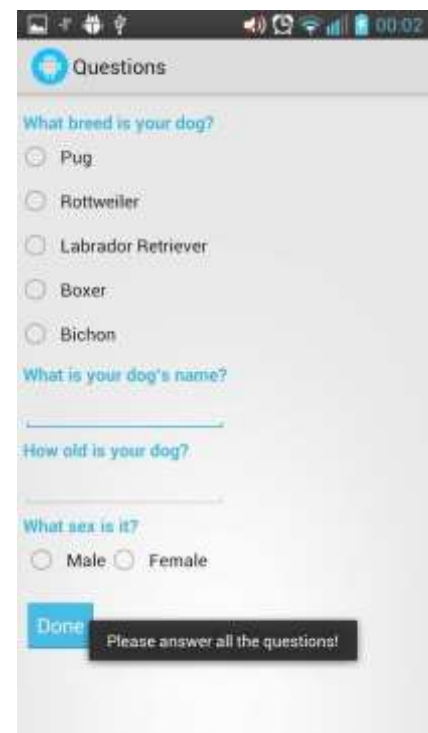 00:02
Questions
What breed is your dog?
Pug
Rottweiler
Labrador Retriever
Boxer
Bichon
What is your dog's name?
How old is your dog?
What sex is it?
Male Female
Done
Please answer all the questions!